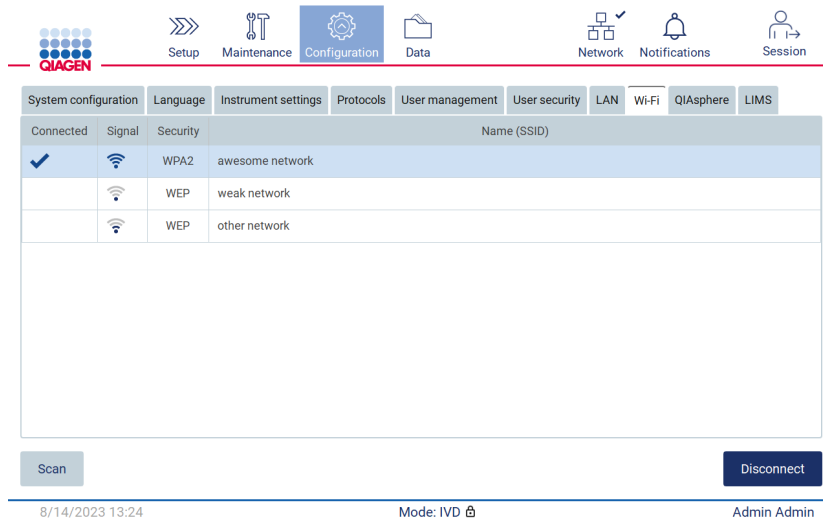 QIAGEN
Setup Maintenance Configuration Data Network Notifications Session
System configuration Language Instrument settings Protocols User management User security LAN Wi-Fi QIAsphere LIMS
Connected Signal Security Name (SSID)
WPA2 awesome network
WEP weak network
WEP other network
Scan Disconnect
8/14/2023 13:24 Mode: IVD Admin Admin